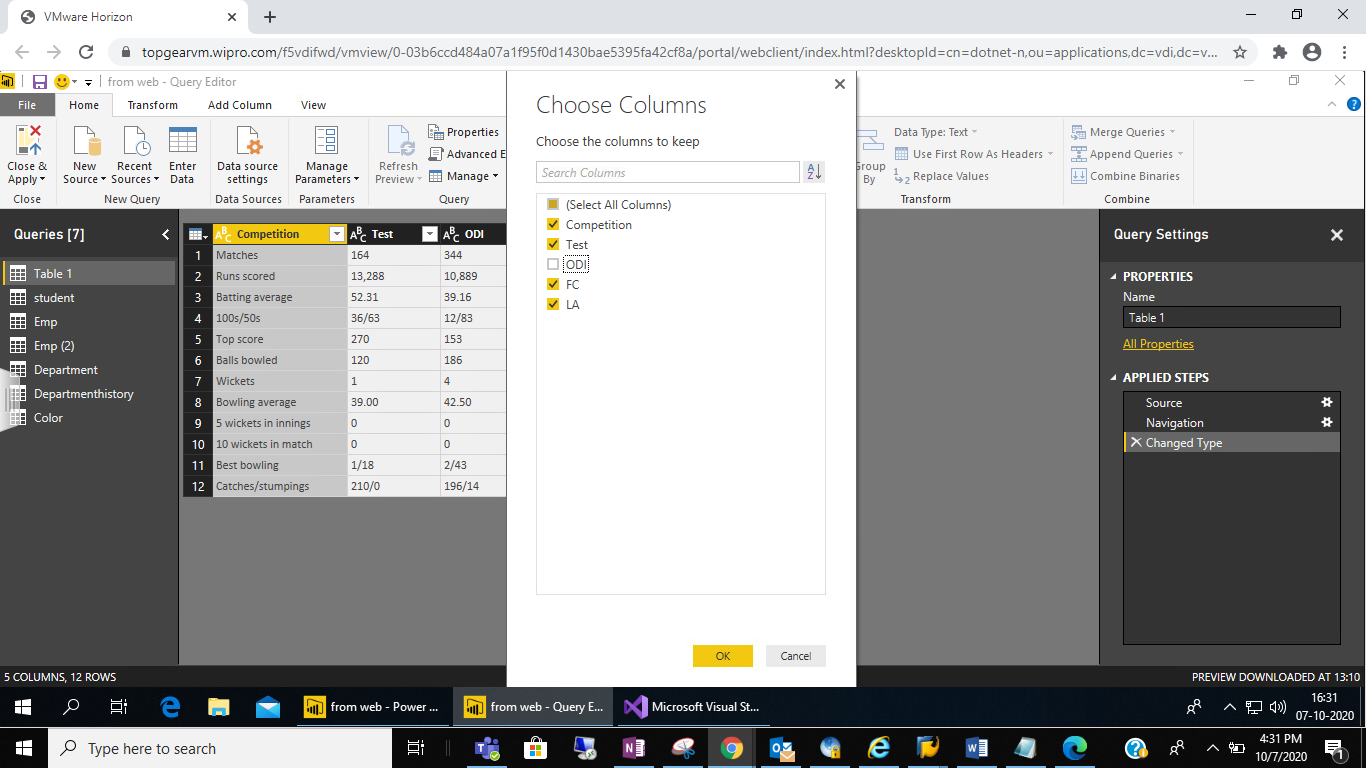 VMware Horizon
topgearvm.wipro.com/f5vdifwd/vmview/0-03b6ccd484a07a1f95f0d1430bae5395fa42cf8a/portal/webclient/index.html?desktopId=cn=dotnet-n,ou=applications,dc=vdi,dc=v...
from web - Query Editor
File Home Transform Add Column View
Close & Apply
Close
New Source
Recent Sources
Enter Data
New Query
Data source settings
Data Sources
Manage Parameters
Parameters
Refresh Preview
Properties
Advanced E
Manage
Query
Group By
Data Type: Text
Use First Row As Headers
Replace Values
Transform
Merge Queries
Append Queries
Combine Binaries
Combine
Queries [7]
Table 1
student
Emp
Emp (2)
Department
Departmenthistory
Color
Competition Test ODI
1 Matches 164 344
2 Runs scored 13,288 10,889
3 Batting average 52.31 39.16
4 100s/50s 36/63 12/83
5 Top score 270 153
6 Balls bowled 120 186
7 Wickets 1 4
8 Bowling average 39.00 42.50
9 5 wickets in innings 0 0
10 10 wickets in match 0 0
11 Best bowling 1/18 2/43
12 Catches/stumpings 210/0 196/14
Choose Columns
Choose the columns to keep
Search Columns
(Select All Columns)
Competition
Test
ODI
FC
LA
OK Cancel
Query Settings
PROPERTIES
Name
Table 1
All Properties
APPLIED STEPS
Source
Navigation
Changed Type
5 COLUMNS, 12 ROWS
PREVIEW DOWNLOADED AT 13:10
from web - Power ...
from web - Query E...
Microsoft Visual St...
16:31
07-10-2020
Type here to search
4:31 PM
10/7/2020